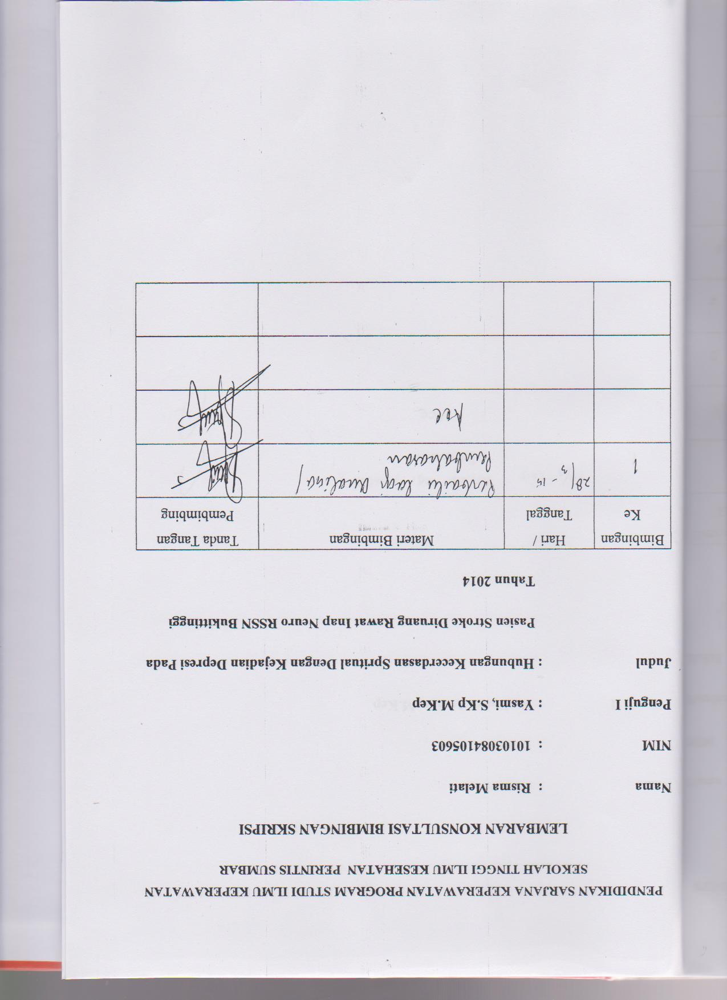 PENDIDIKAN SARJANA KEPERAWATAN PROGRAM STUDI ILMU KEPERAWATAN
SEKOLAH TINGGI ILMU KESEHATAN PERINTIS SUMBAR
LEMBARAN KONSULTASI BIMBINGAN SKRIPSI
Nama : Risma Melati
NIM : 10103084105603
Penguji I : Yasmi, S.Kp M.Kep
Judul : Hubungan Kecerdasan Spritual Dengan Kejadian Depresi Pada
Pasien Stroke Diruang Rawat Inap Neuro RSSN Bukittinggi
Tahun 2014
Bimbingan Ke
Hari / Tanggal
Materi Bimbingan
Tanda Tangan Pembimbing
1
28/3 - 15
Perbaiki lagi Analisa /
Pembahasan
Acc